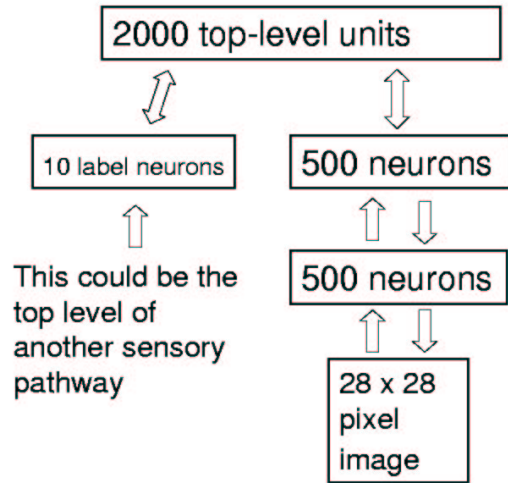 2000 top-level units
10 label neurons
500 neurons
500 neurons
This could be the
top level of
another sensory
pathway
28 x 28
pixel
image